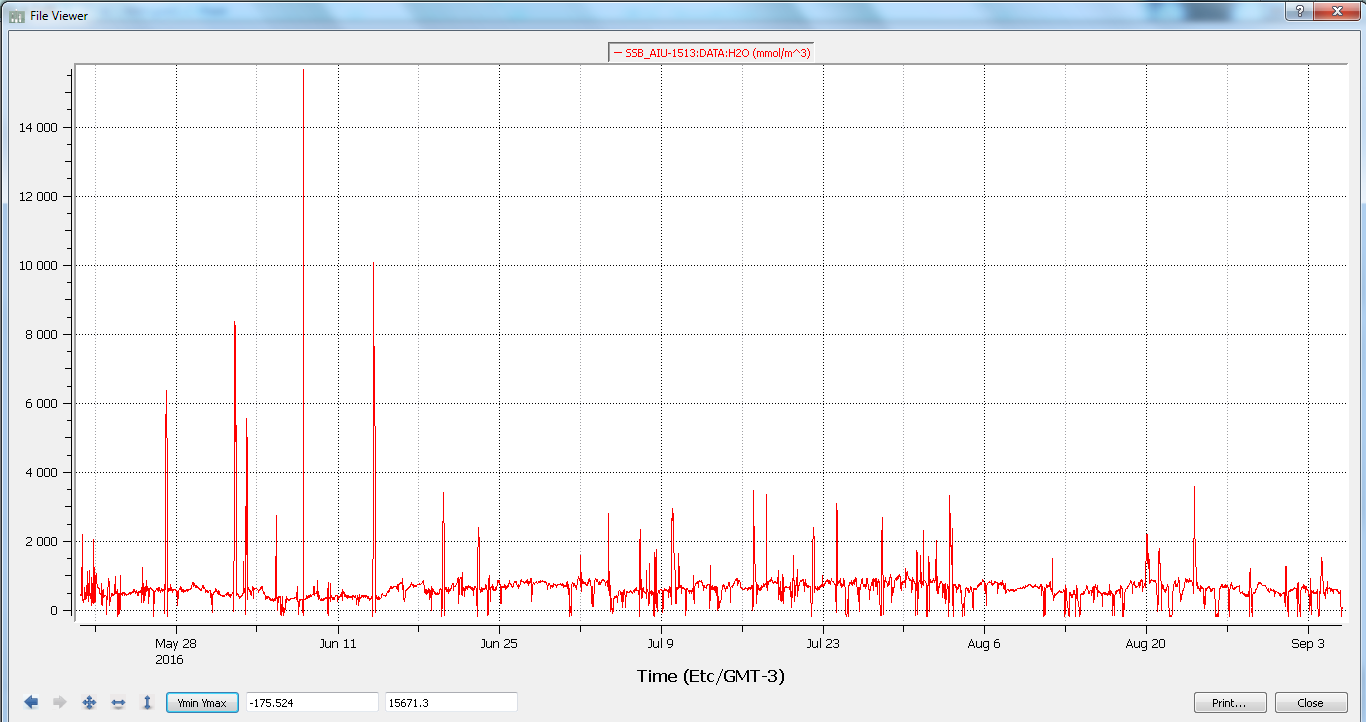 File Viewer
SSB_AIU-1513:DATA:H2O (mmol/m^3)
14 000
12 000
10 000
8 000
6 000
4 000
2 000
0
May 28 Jun 11 Jun 25 Jul 9 Jul 23 Aug 6 Aug 20 Sep 3
2016
Time (Etc/GMT-3)
Ymin Ymax -175.524 15671.3 Print... Close